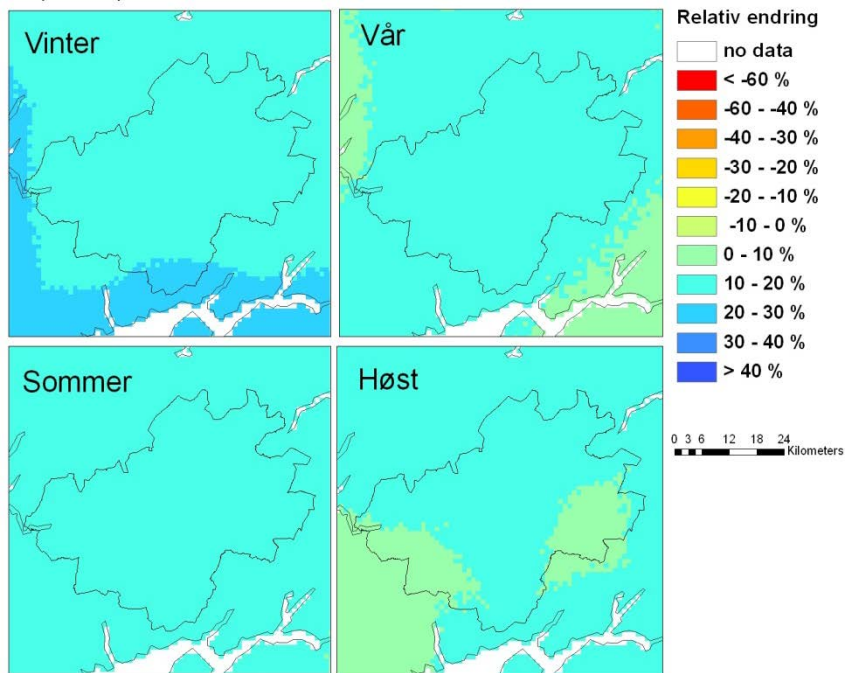 Vinter
Vår
Sommer
Høst
Relativ endring
no data
< -60 %
-60 - -40 %
-40 - -30 %
-30 - -20 %
-20 - -10 %
-10 - 0 %
0 - 10 %
10 - 20 %
20 - 30 %
30 - 40 %
> 40 %
0 3 6 12 18 24
Kilometers